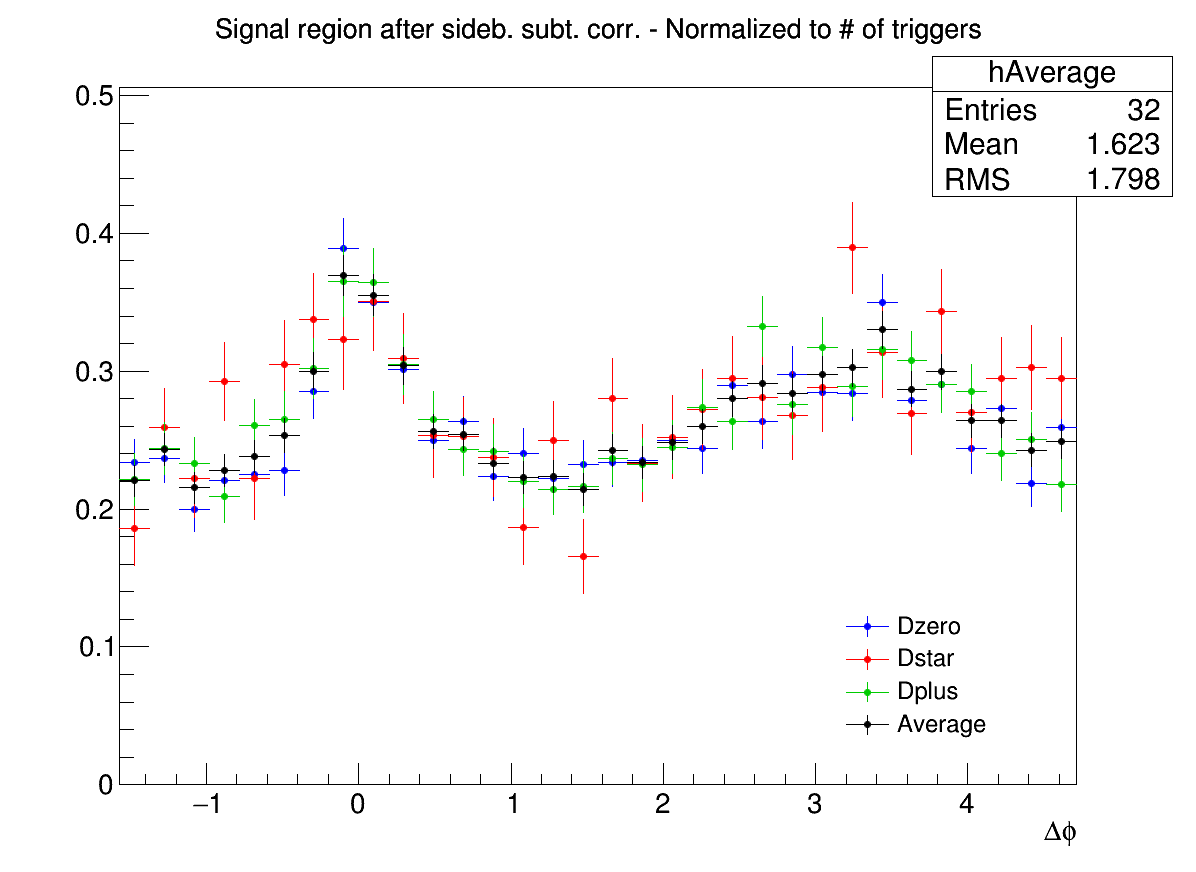 Signal region after sideb. subt. corr. - Normalized to # of triggers
hAverage
Entries 32
Mean 1.623
RMS 1.798
0.5
0.4
0.3
0.2
0.1
0
Dzero
Dstar
Dplus
Average
−1 0 1 2 3 4
Δϕ